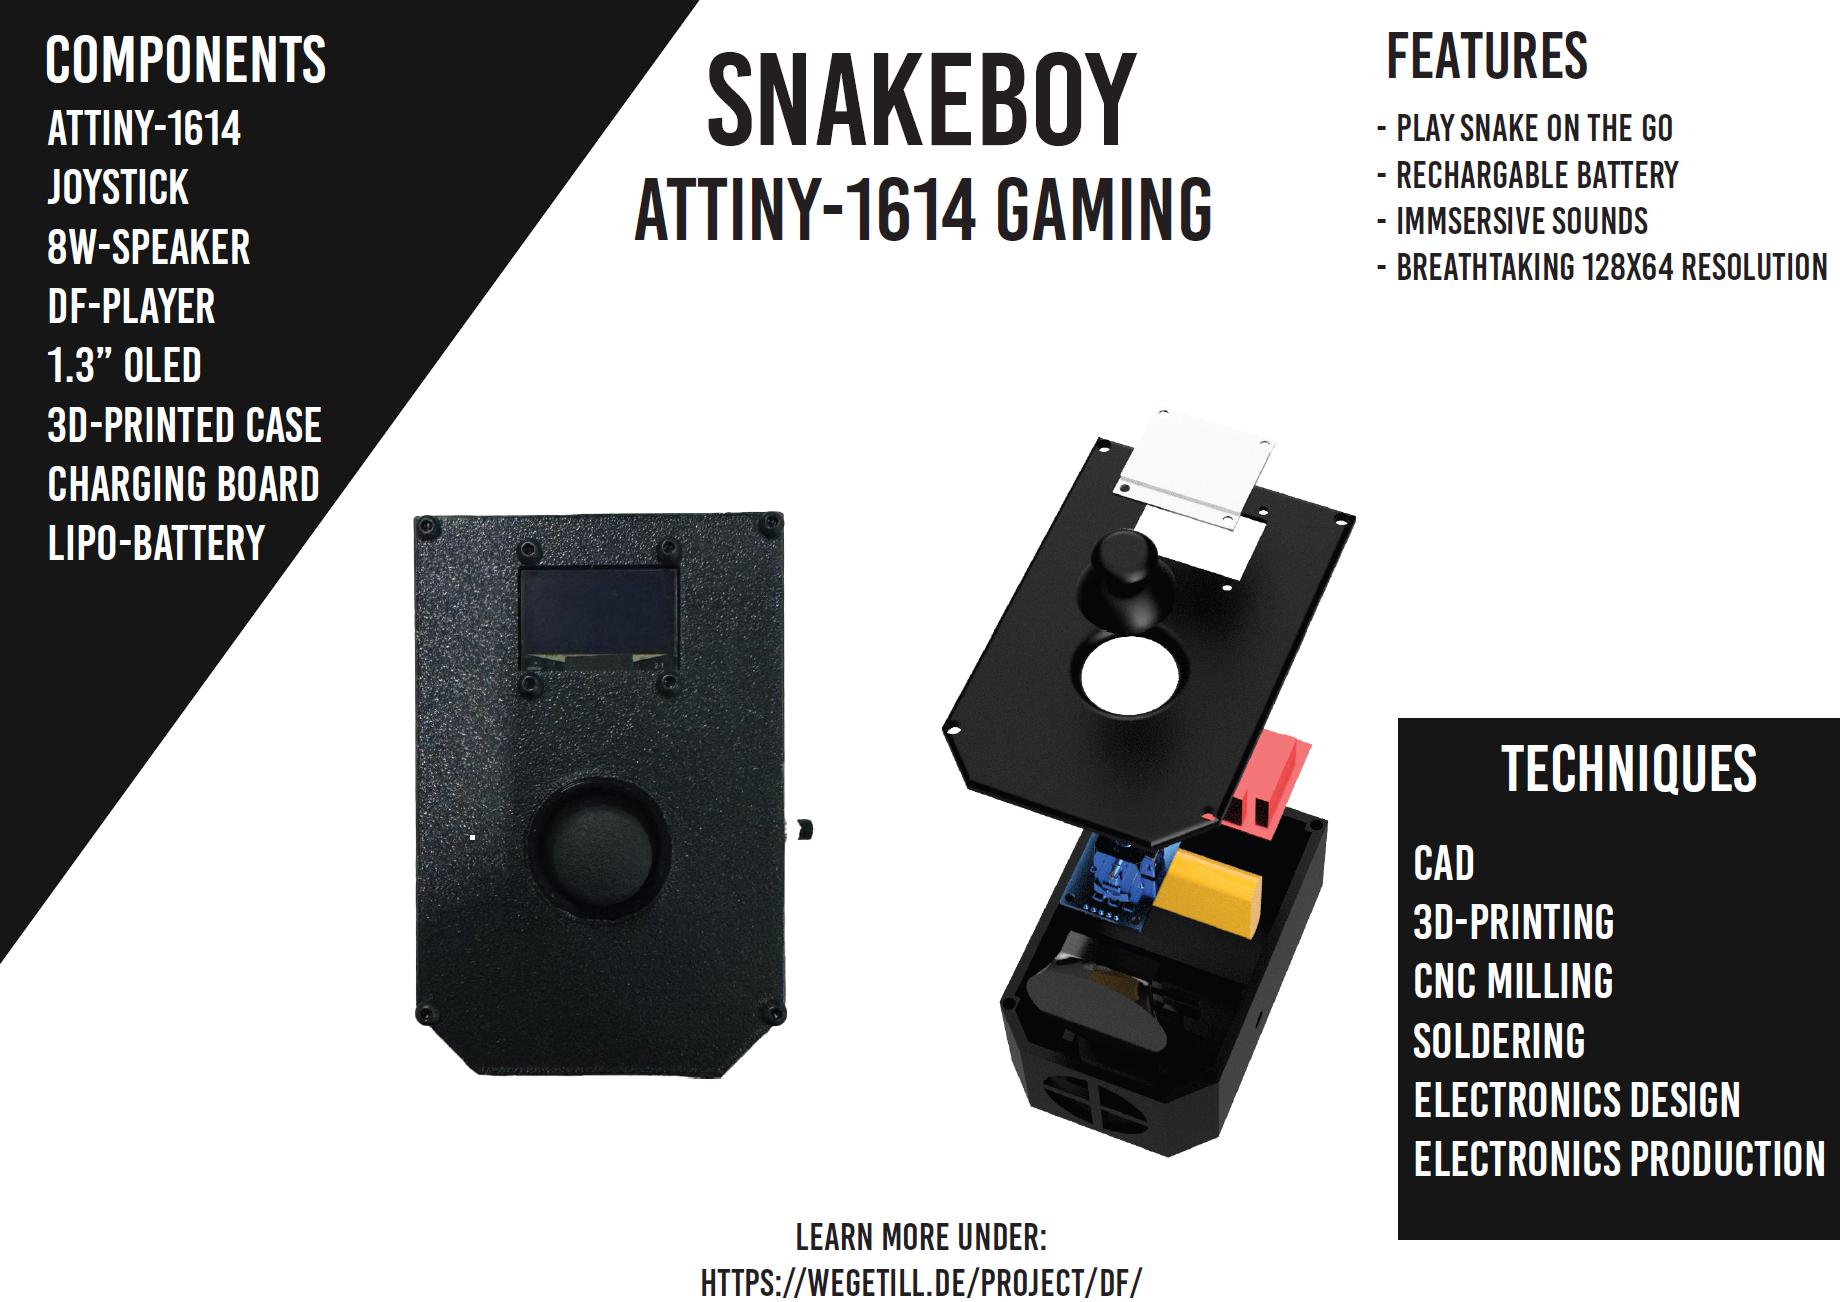 COMPONENTS
ATTINY-1614
JOYSTICK
8W-SPEAKER
DF-PLAYER
1.3” OLED
3D-PRINTED CASE
CHARGING BOARD
LIPO-BATTERY
SNAKEBOY
ATTINY-1614 GAMING
FEATURES
- PLAY SNAKE ON THE GO
- RECHARGABLE BATTERY
- IMMSERSIVE SOUNDS
- BREATHTAKING 128X64 RESOLUTION
TECHNIQUES
CAD
3D-PRINTING
CNC MILLING
SOLDERING
ELECTRONICS DESIGN
ELECTRONICS PRODUCTION
LEARN MORE UNDER:
HTTPS://WEGETILL.DE/PROJECT/DF/